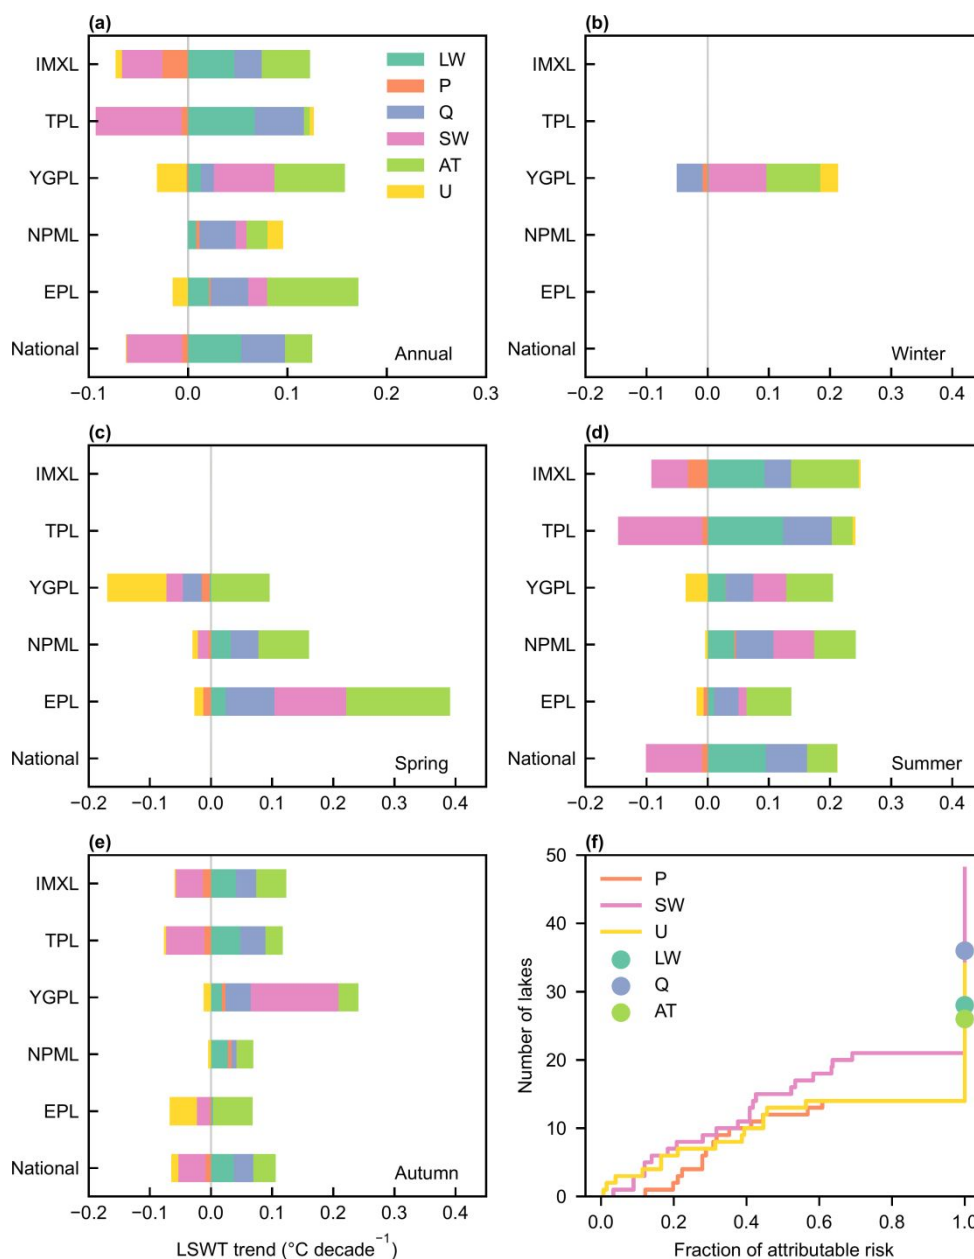 (a)
IMXL
TPL
YGPL
NPML
EPL
National
LW
P
Q
SW
AT
U
Annual
−0.1 0.0 0.1 0.2 0.3
(b)
IMXL
TPL
YGPL
NPML
EPL
National
Winter
−0.2 −0.1 0.0 0.1 0.2 0.3 0.4
(c)
IMXL
TPL
YGPL
NPML
EPL
National
Spring
−0.2 −0.1 0.0 0.1 0.2 0.3 0.4
(d)
IMXL
TPL
YGPL
NPML
EPL
National
Summer
−0.2 −0.1 0.0 0.1 0.2 0.3 0.4
(e)
IMXL
TPL
YGPL
NPML
EPL
National
Autumn
−0.2 −0.1 0.0 0.1 0.2 0.3 0.4
LSWT trend (°C decade⁻¹)
(f)
Number of lakes
50
40
30
20
10
0
P
SW
U
LW
Q
AT
0.0 0.2 0.4 0.6 0.8 1.0
Fraction of attributable risk